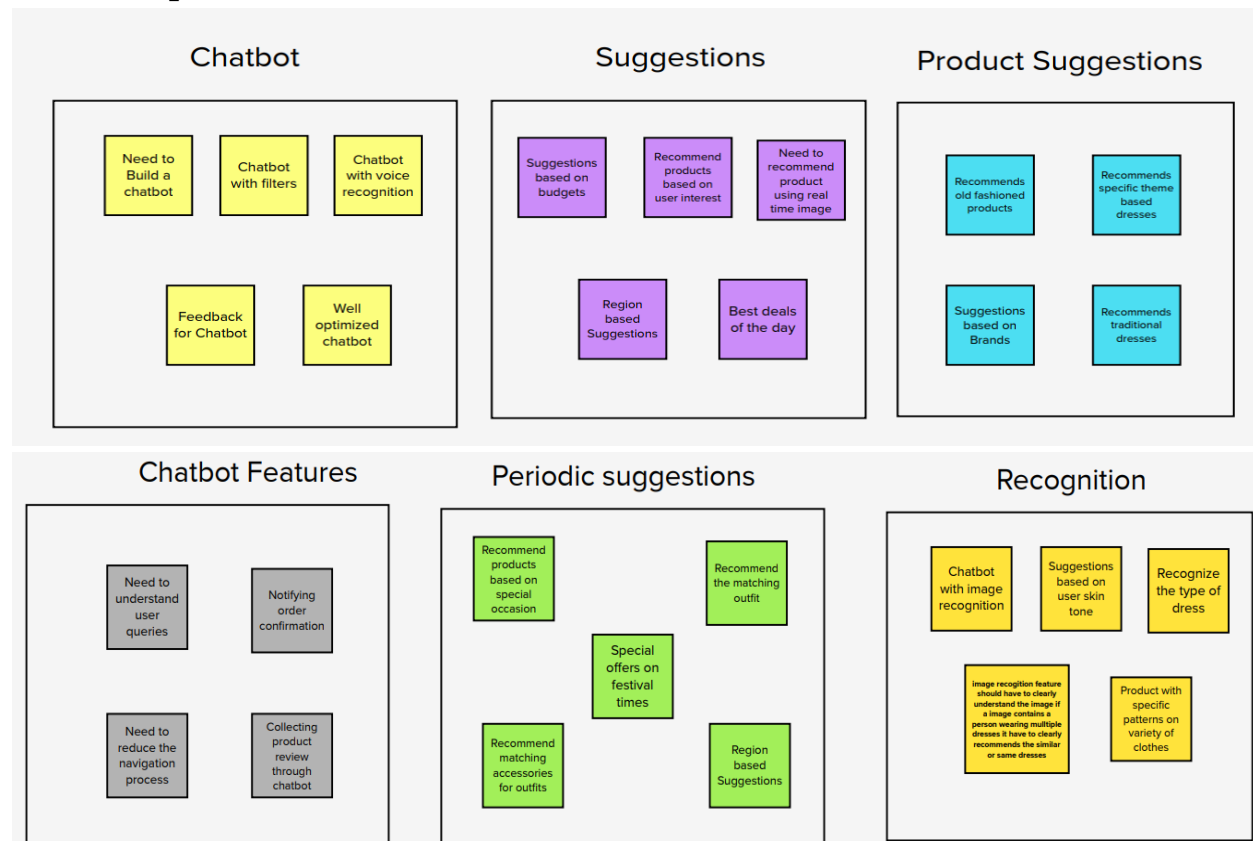 Chatbot
Suggestions
Product Suggestions
Need to
Build a
chatbot
Chatbot
with filters
Chatbot
with voice
recognition
Feedback
for Chatbot
Well
optimized
chatbot
Suggestions
based on
budgets
Recommend
products
based on
user interest
Need to
recommend
product
using real
time image
Region
based
Suggestions
Best deals
of the day
Recommends
old fashioned
products
Recommends
specific theme
based
dresses
Suggestions
based on
Brands
Recommends
traditional
dresses
Chatbot Features
Periodic suggestions
Recognition
Need to
understand
user
queries
Notifying
order
confirmation
Need to
reduce the
navigation
process
Collecting
product
review
through
chatbot
Recommend
products
based on
special
occasion
Recommend
the matching
outfit
Special
offers on
festival
times
Recommend
matching
accessories
for outfits
Region
based
Suggestions
Chatbot
with image
recognition
Suggestions
based on
user skin
tone
Recognize
the type of
dress
image recogition feature
should have to clearly
understand the image if
a image contains a
person wearing mulltiple
dresses it have to clearly
recommends the similar
or same dresses
Product with
specific
patterns on
variety of
clothes